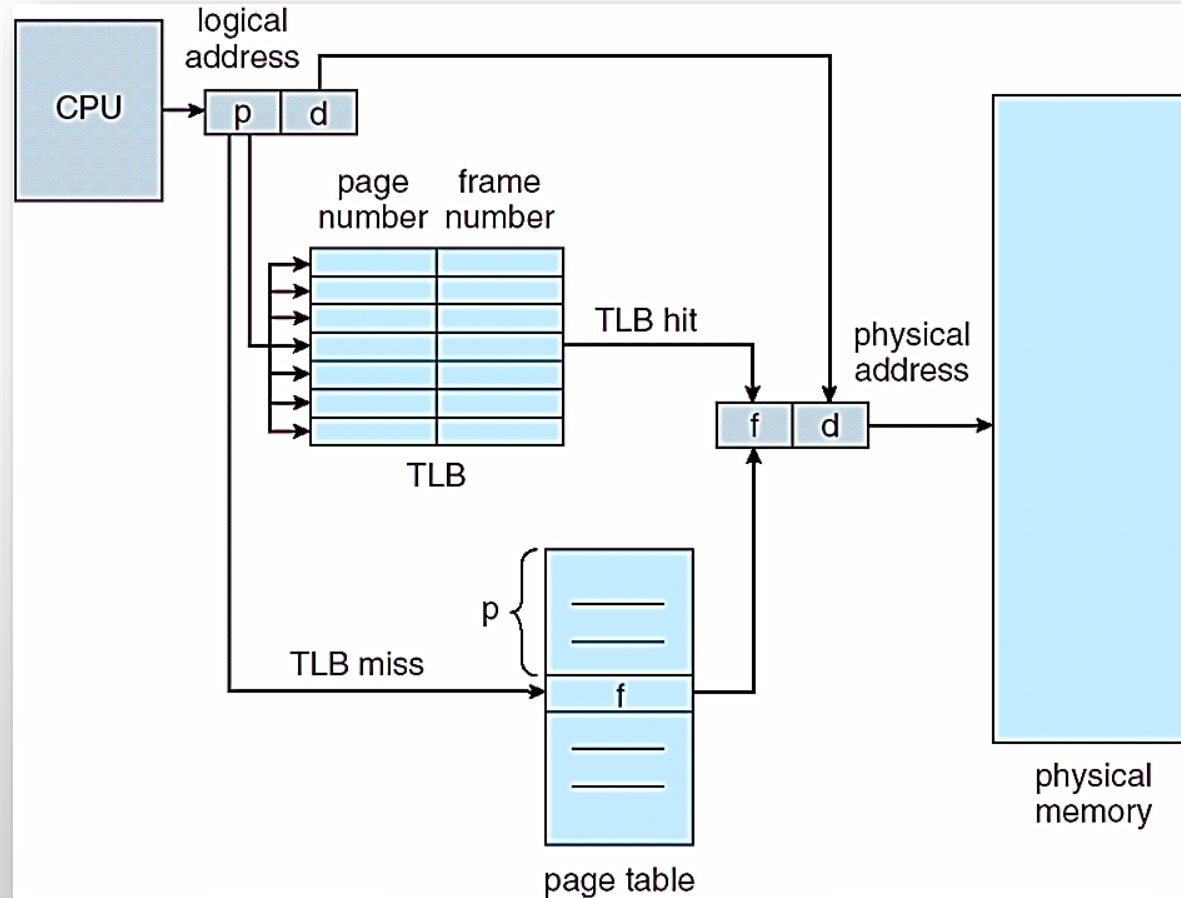 logical
address
CPU
p d
page frame
number number
TLB hit
physical
address
f d
TLB
p
TLB miss
f
physical
memory
page table